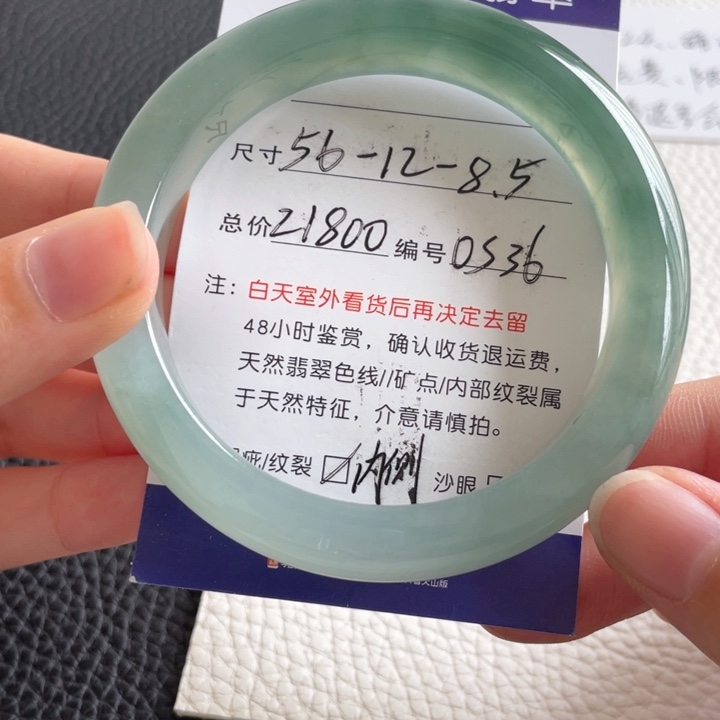 尺寸56-12-8.5
总价21800 编号0S36
注：白天室外看货后再决定去留
48小时鉴赏，确认收货退运费，
天然翡翠色线//矿点/内部纹裂属
于天然特征，介意请慎拍。
疵/纹裂 ☑内侧 沙眼